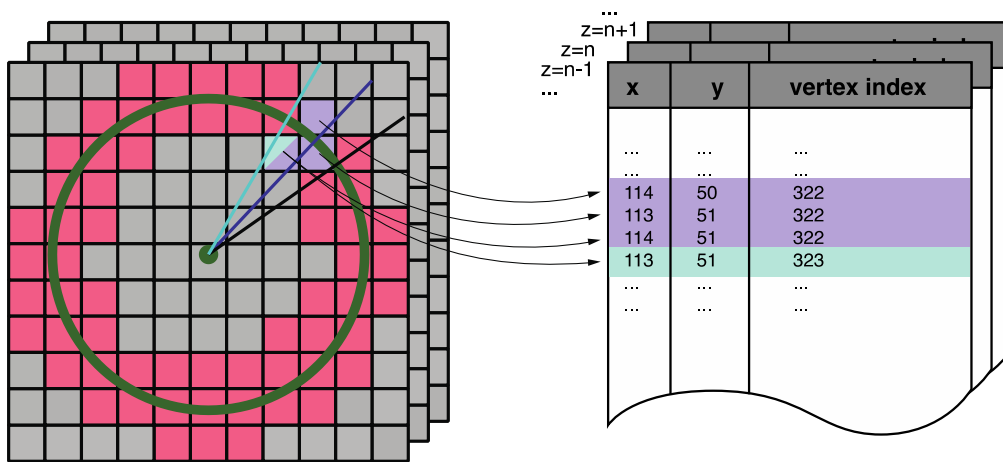 ...
z=n+1
z=n
z=n-1
...
x y vertex index
... ... ...
... ... ...
114 50 322
113 51 322
114 51 322
113 51 323
... ... ...
... ... ...